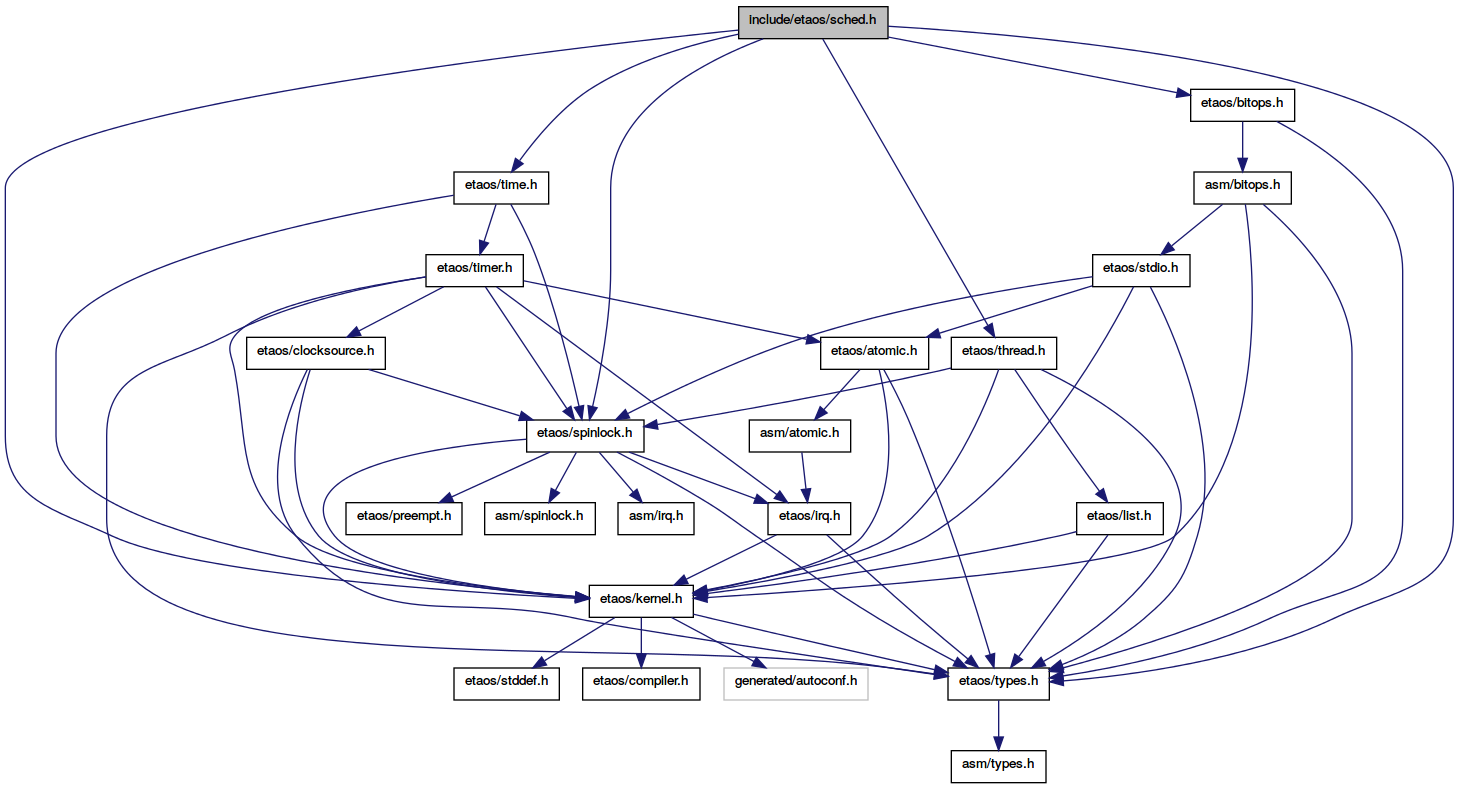 include/etaos/sched.h
etaos/bitops.h
etaos/time.h
asm/bitops.h
etaos/timer.h
etaos/stdio.h
etaos/clocksource.h
etaos/atomic.h
etaos/thread.h
etaos/spinlock.h
asm/atomic.h
etaos/preempt.h
asm/spinlock.h
asm/irq.h
etaos/irq.h
etaos/list.h
etaos/kernel.h
etaos/stddef.h
etaos/compiler.h
generated/autoconf.h
etaos/types.h
asm/types.h